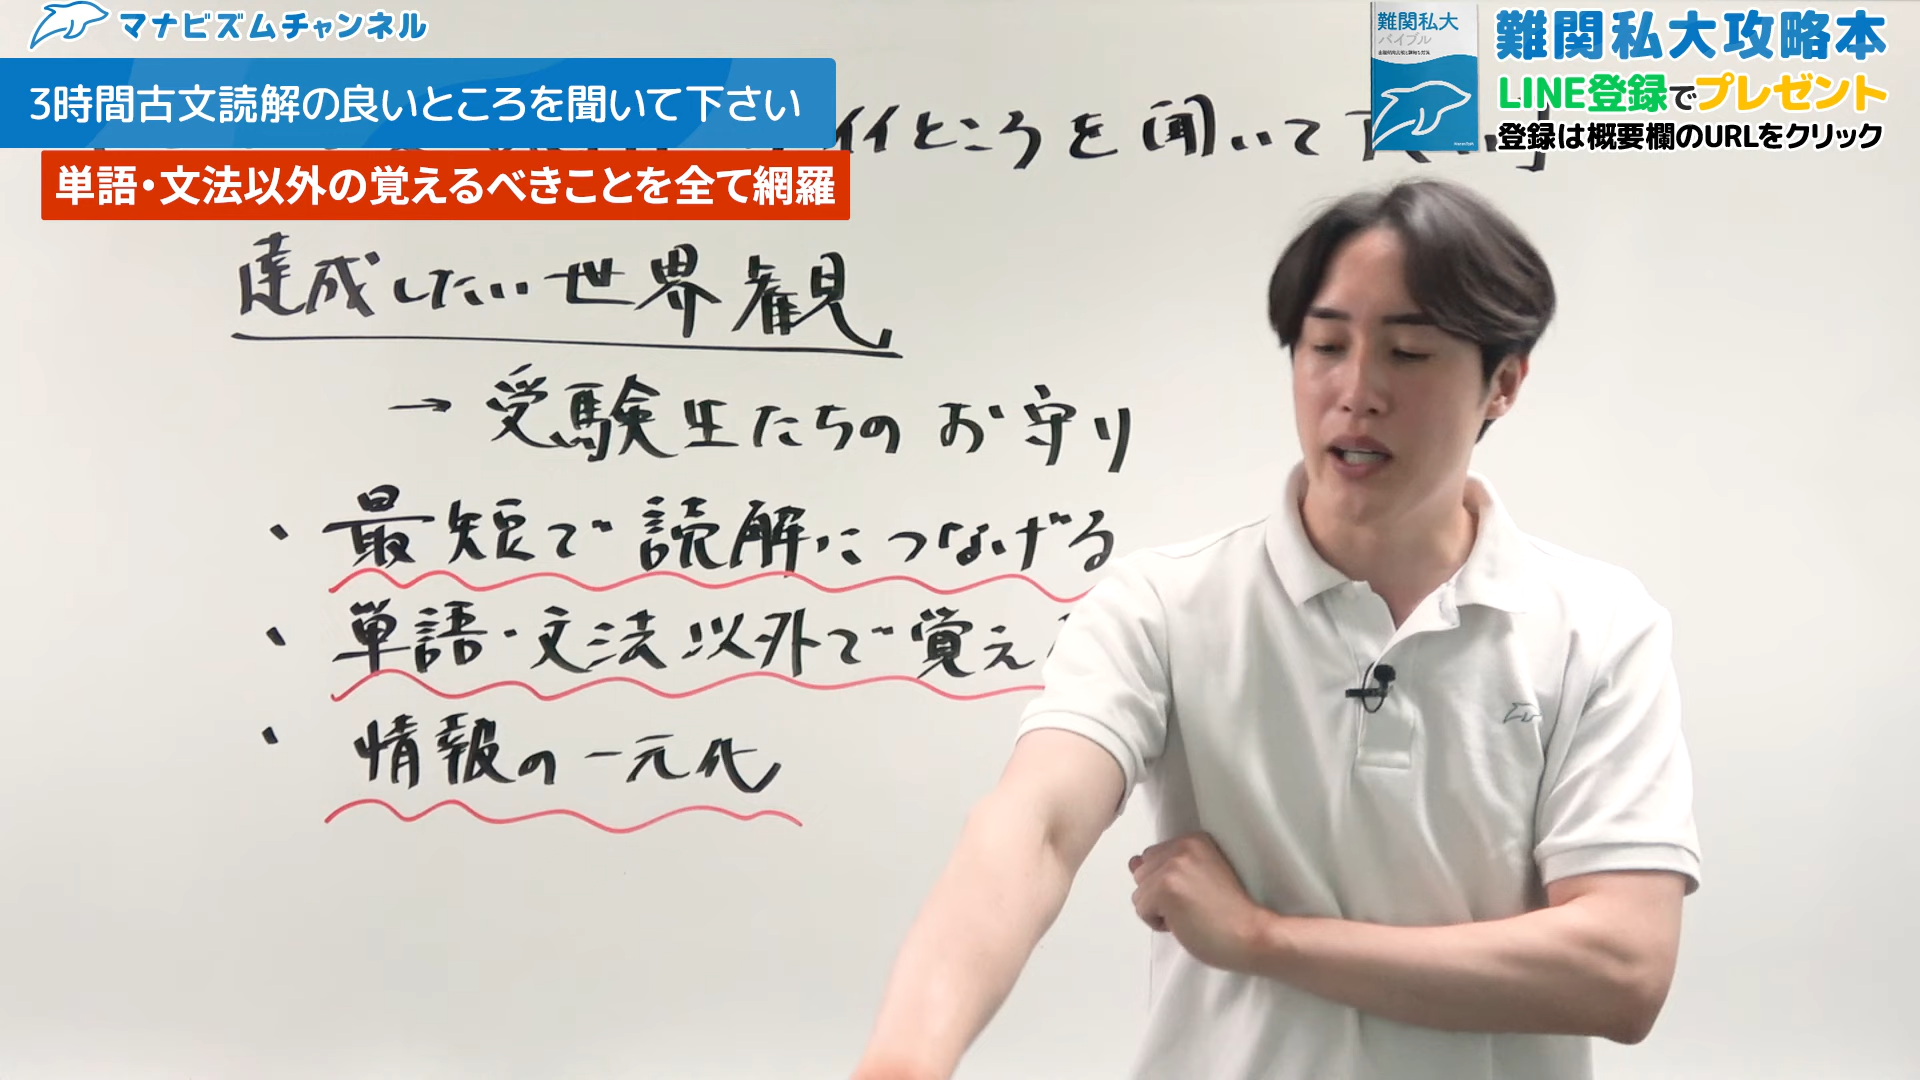 マナビズムチャンネル
3時間古文読解の良いところを聞いて下さい
単語・文法以外の覚えるべきことを全て網羅
難関私大
バイブル
難関私大攻略本
LINE登録でプレゼント
登録は概要欄のURLをクリック
イイところを聞いて
達成したい世界観
→ 受験生たちのお守り
・ 最短で読解につなげる
・ 単語・文法以外で覚え
・ 情報の一元化